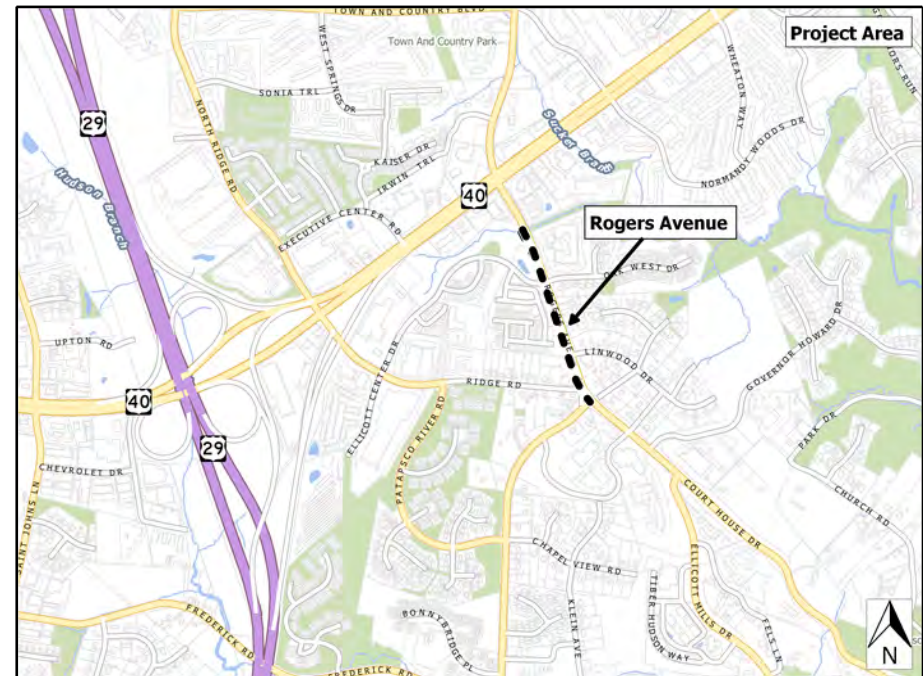 TOWN AND COUNTRY BLVD
Project Area
Town And Country Park
WEST SPRINGS DR
WHEATON WAY
SONIA TRL
NORTH RIDGE RD
29
Sucket Branch
KAISER DR
IRWIN TRL
NORMANDY WOODS DR
Hudson Branch
40
EXECUTIVE CENTER RD
Rogers Avenue
OAK WEST DR
ROGERS AVE
UPTON RD
LINWOOD DR
GOVERNOR HOWARD DR
ELLICOTT CENTER DR
RIDGE RD
40
29
PATAPSCO RIVER RD
PARK DR
CHEVROLET DR
SAINT JOHNS LN
COURT HOUSE DR
CHURCH RD
CHAPEL VIEW RD
ELLICOTT MILLS DR
TIBER HUDSON WAY
FELS LN
KLEIN AVE
BONNYBRIDGE PL
FREDERICK RD
FREDERICK RD
N